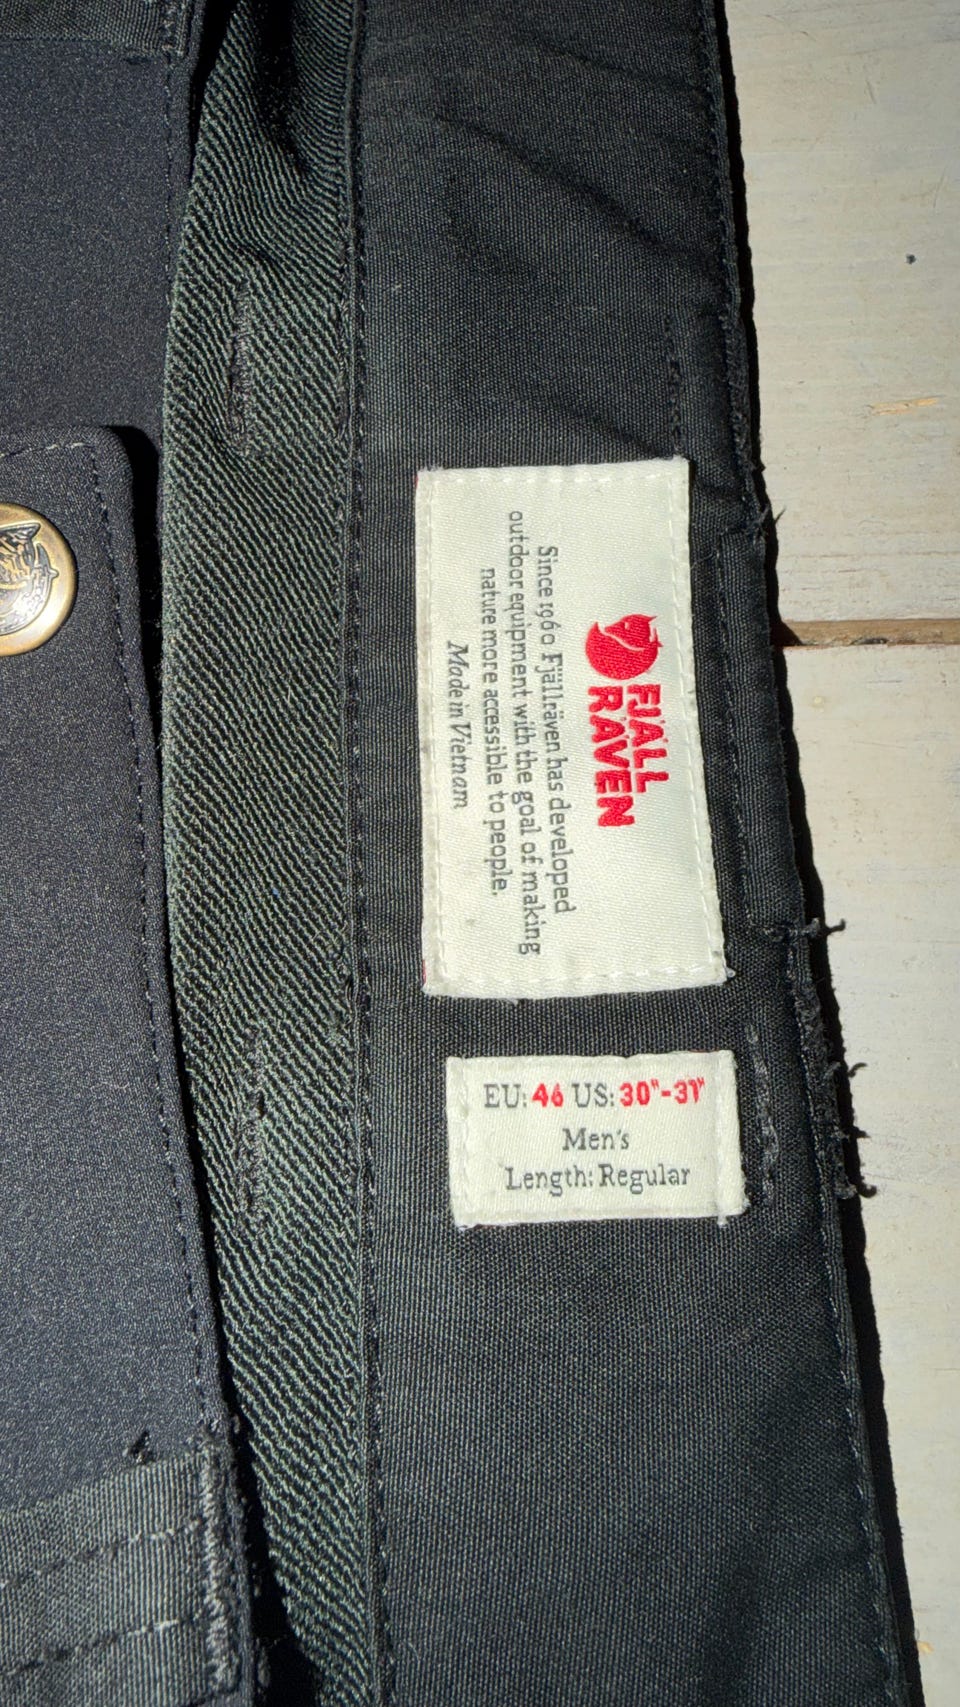 FJÄLL
RÄVEN
Since 1960 Fjällräven has developed
outdoor equipment with the goal of making
nature more accessible to people.
Made in Vietnam
EU: 46 US: 30"-31"
Men's
Length: Regular